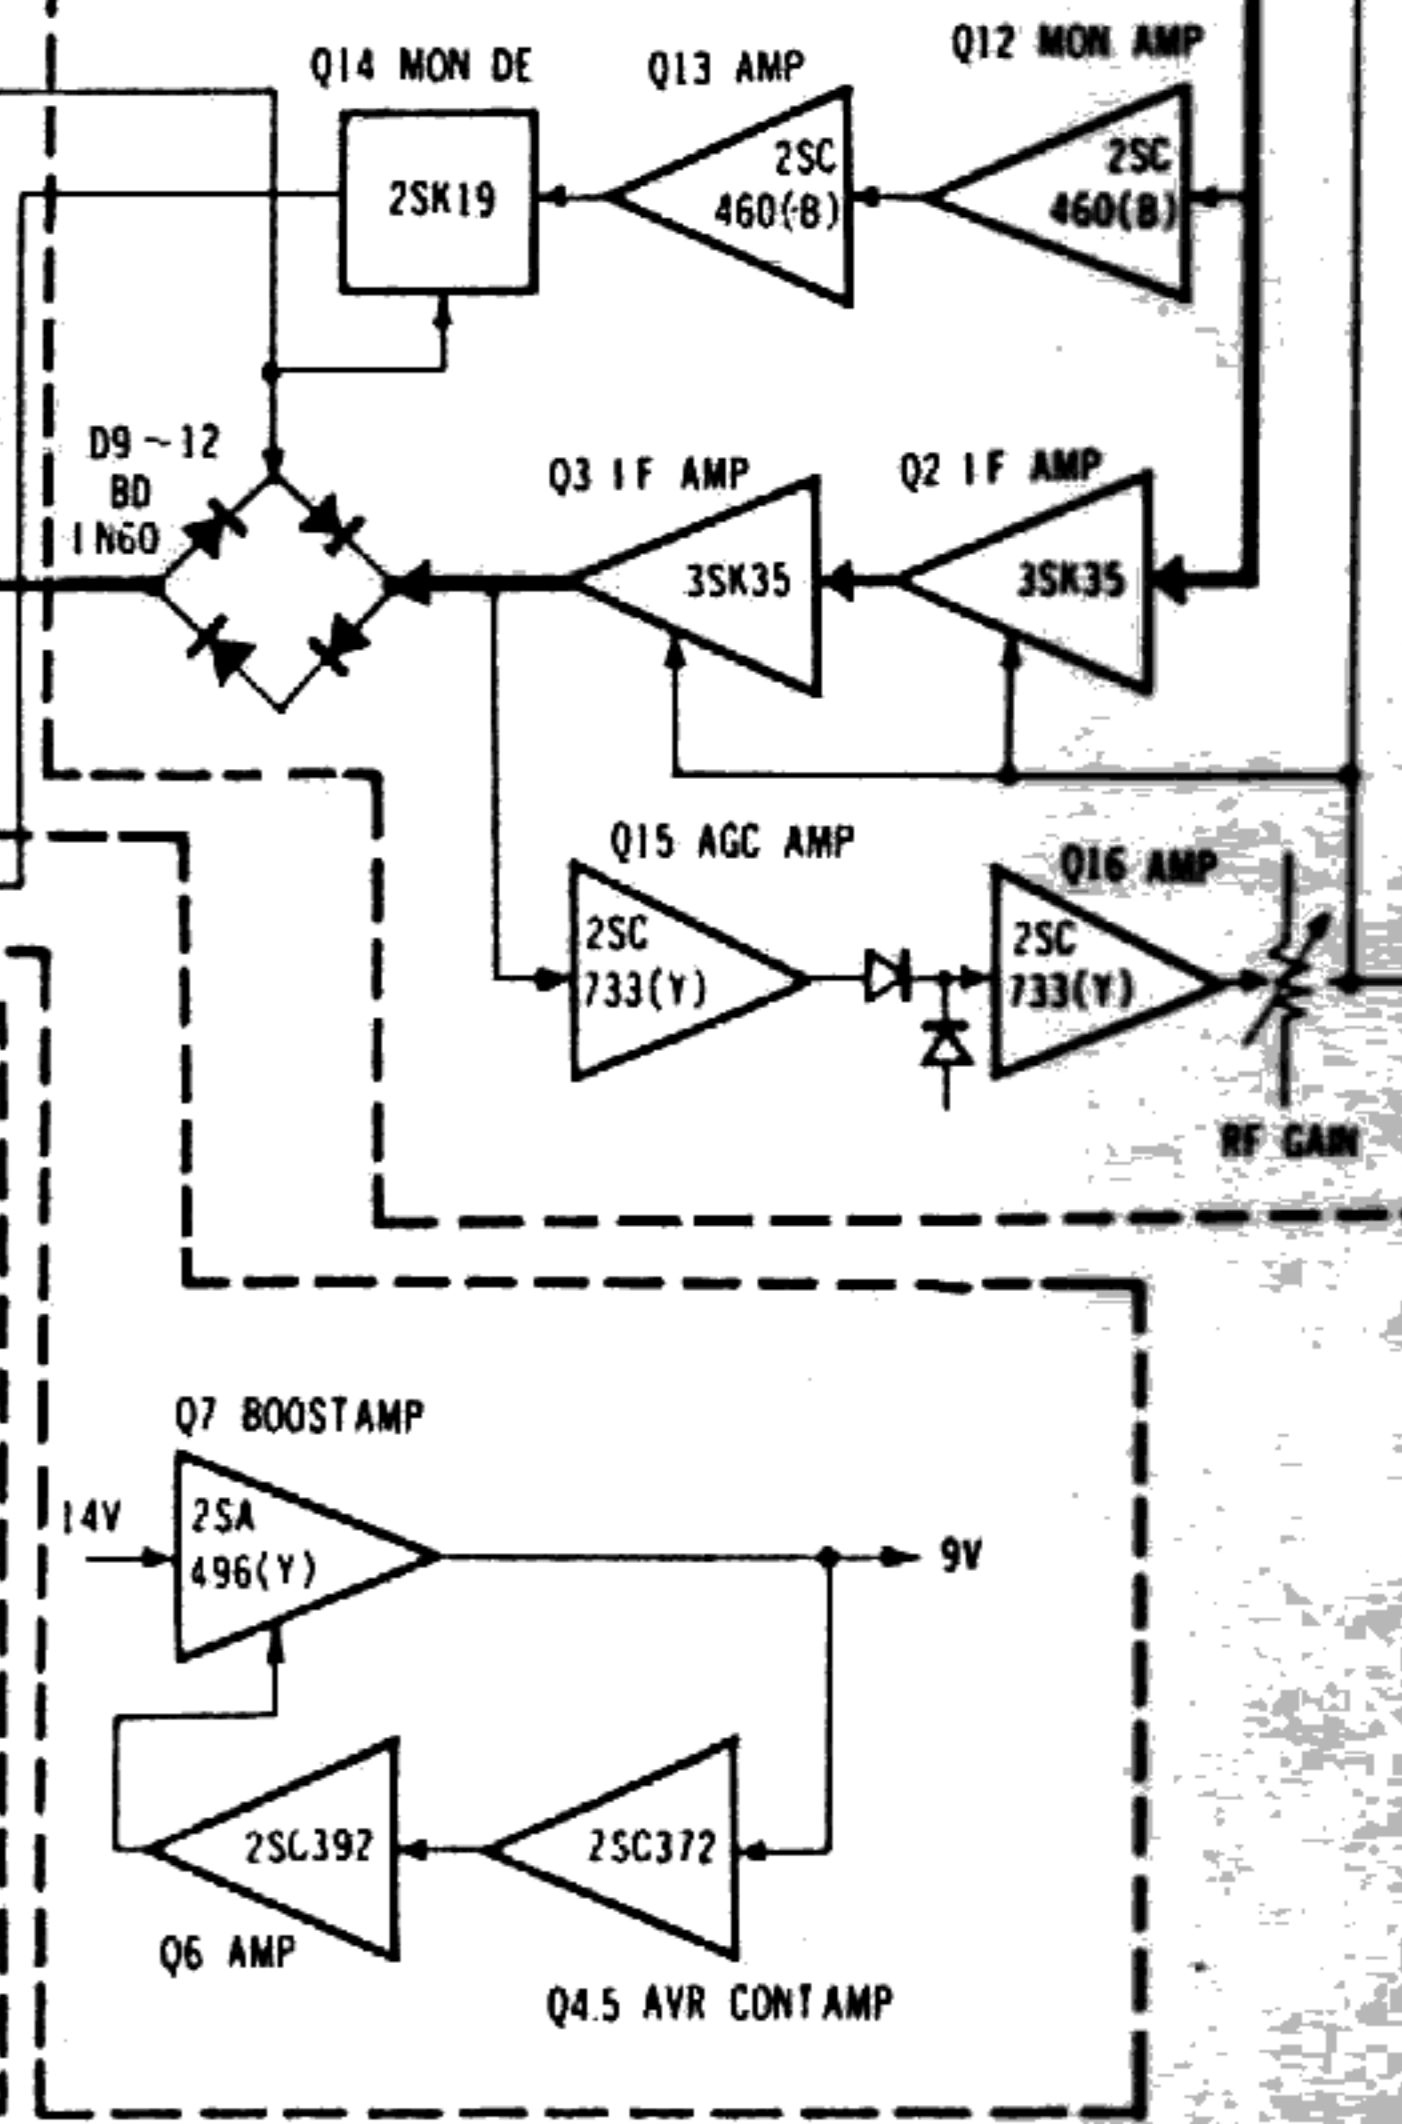 Q14 MON DE
Q13 AMP
Q12 MON AMP
2SK19
2SC
460(B)
2SC
460(B)
D9~12
BD
1N60
Q3 IF AMP
Q2 IF AMP
3SK35
3SK35
Q15 AGC AMP
Q16 AMP
2SC
733(Y)
2SC
733(Y)
RF GAIN
Q7 BOOSTAMP
14V
2SA
496(Y)
9V
2SC392
2SC372
Q6 AMP
Q4.5 AVR CONTAMP